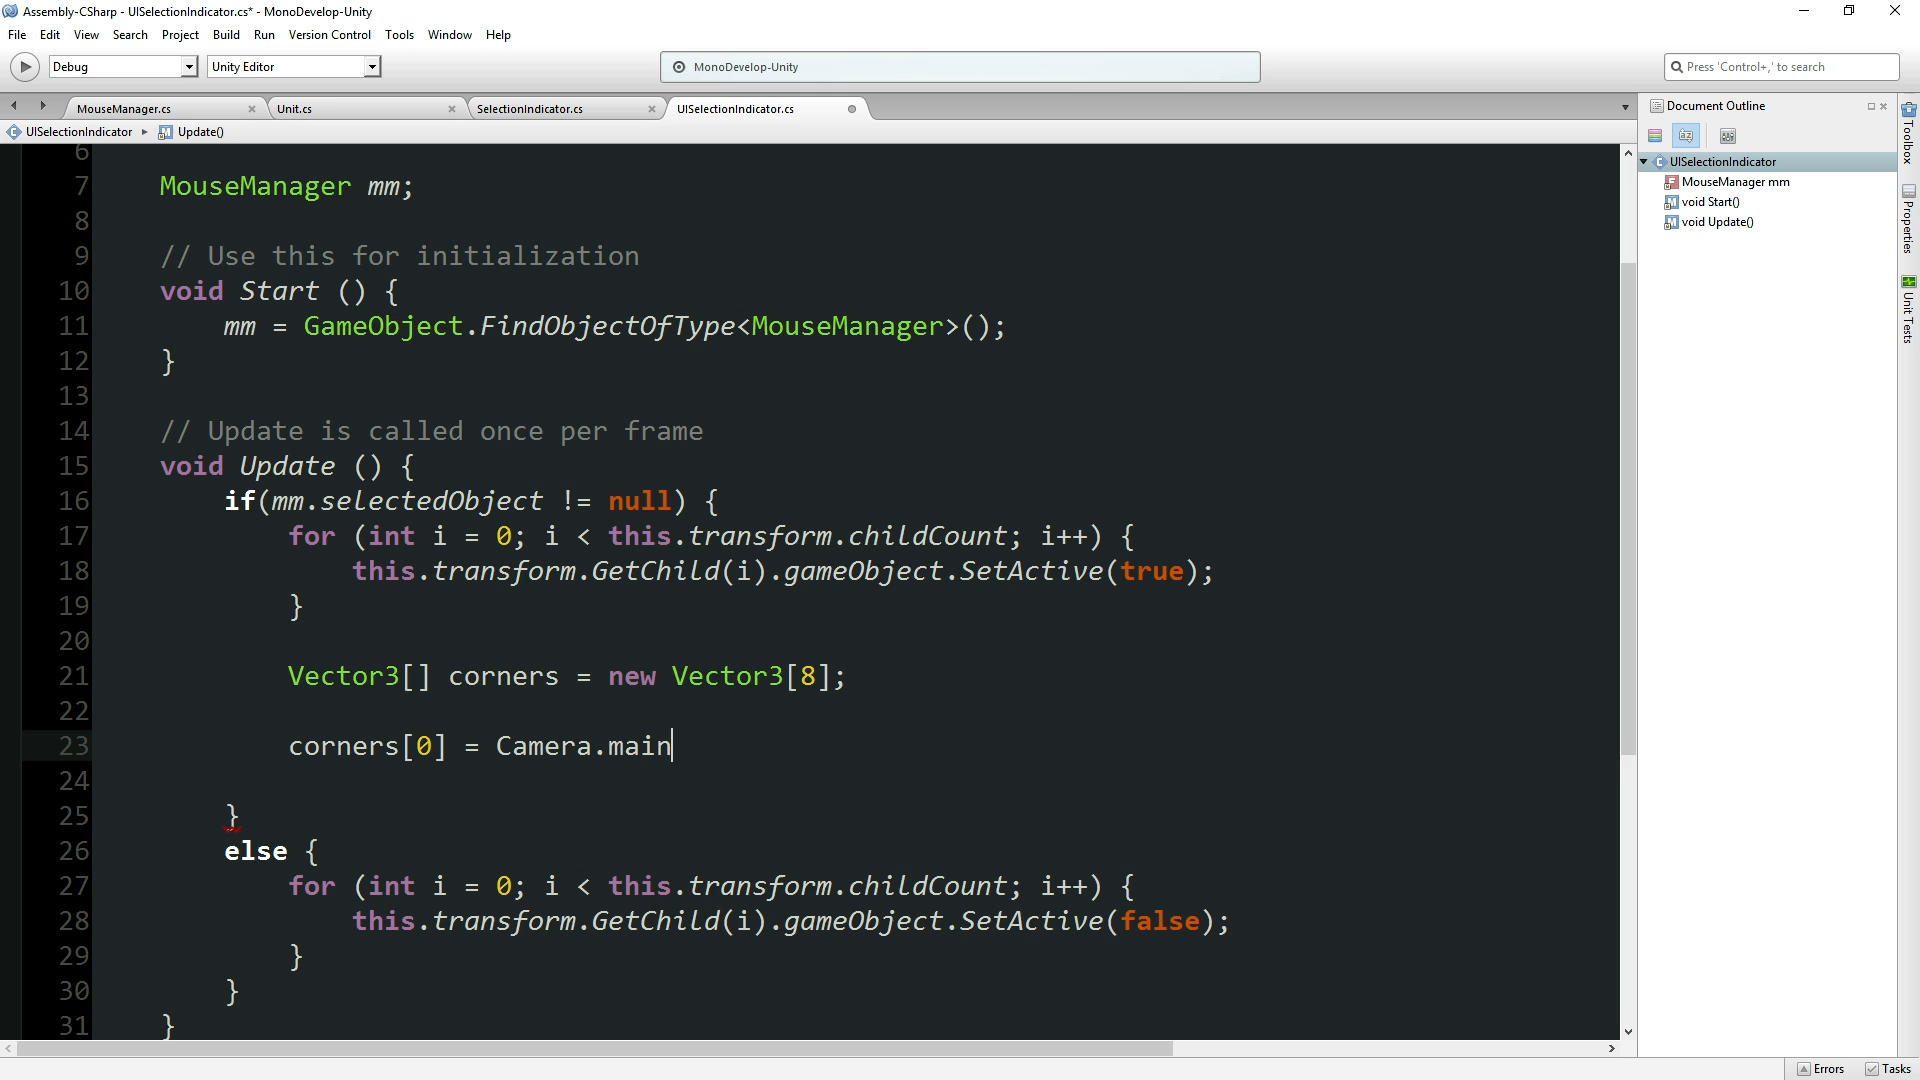 Assembly-CSharp - UISelectionIndicator.cs* - MonoDevelop-Unity
File Edit View Search Project Build Run Version Control Tools Window Help
Debug Unity Editor MonoDevelop-Unity Press 'Control+,' to search
MouseManager.cs Unit.cs SelectionIndicator.cs UISelectionIndicator.cs
UISelectionIndicator Update()
6
7 MouseManager mm;
8
9 // Use this for initialization
10 void Start () {
11 mm = GameObject.FindObjectOfType<MouseManager>();
12 }
13
14 // Update is called once per frame
15 void Update () {
16 if(mm.selectedObject != null) {
17 for (int i = 0; i < this.transform.childCount; i++) {
18 this.transform.GetChild(i).gameObject.SetActive(true);
19 }
20
21 Vector3[] corners = new Vector3[8];
22
23 corners[0] = Camera.main
24
25 }
26 else {
27 for (int i = 0; i < this.transform.childCount; i++) {
28 this.transform.GetChild(i).gameObject.SetActive(false);
29 }
30 }
31 }
Document Outline
UISelectionIndicator
MouseManager mm
void Start()
void Update()
Toolbox
Properties
Unit Tests
Errors Tasks